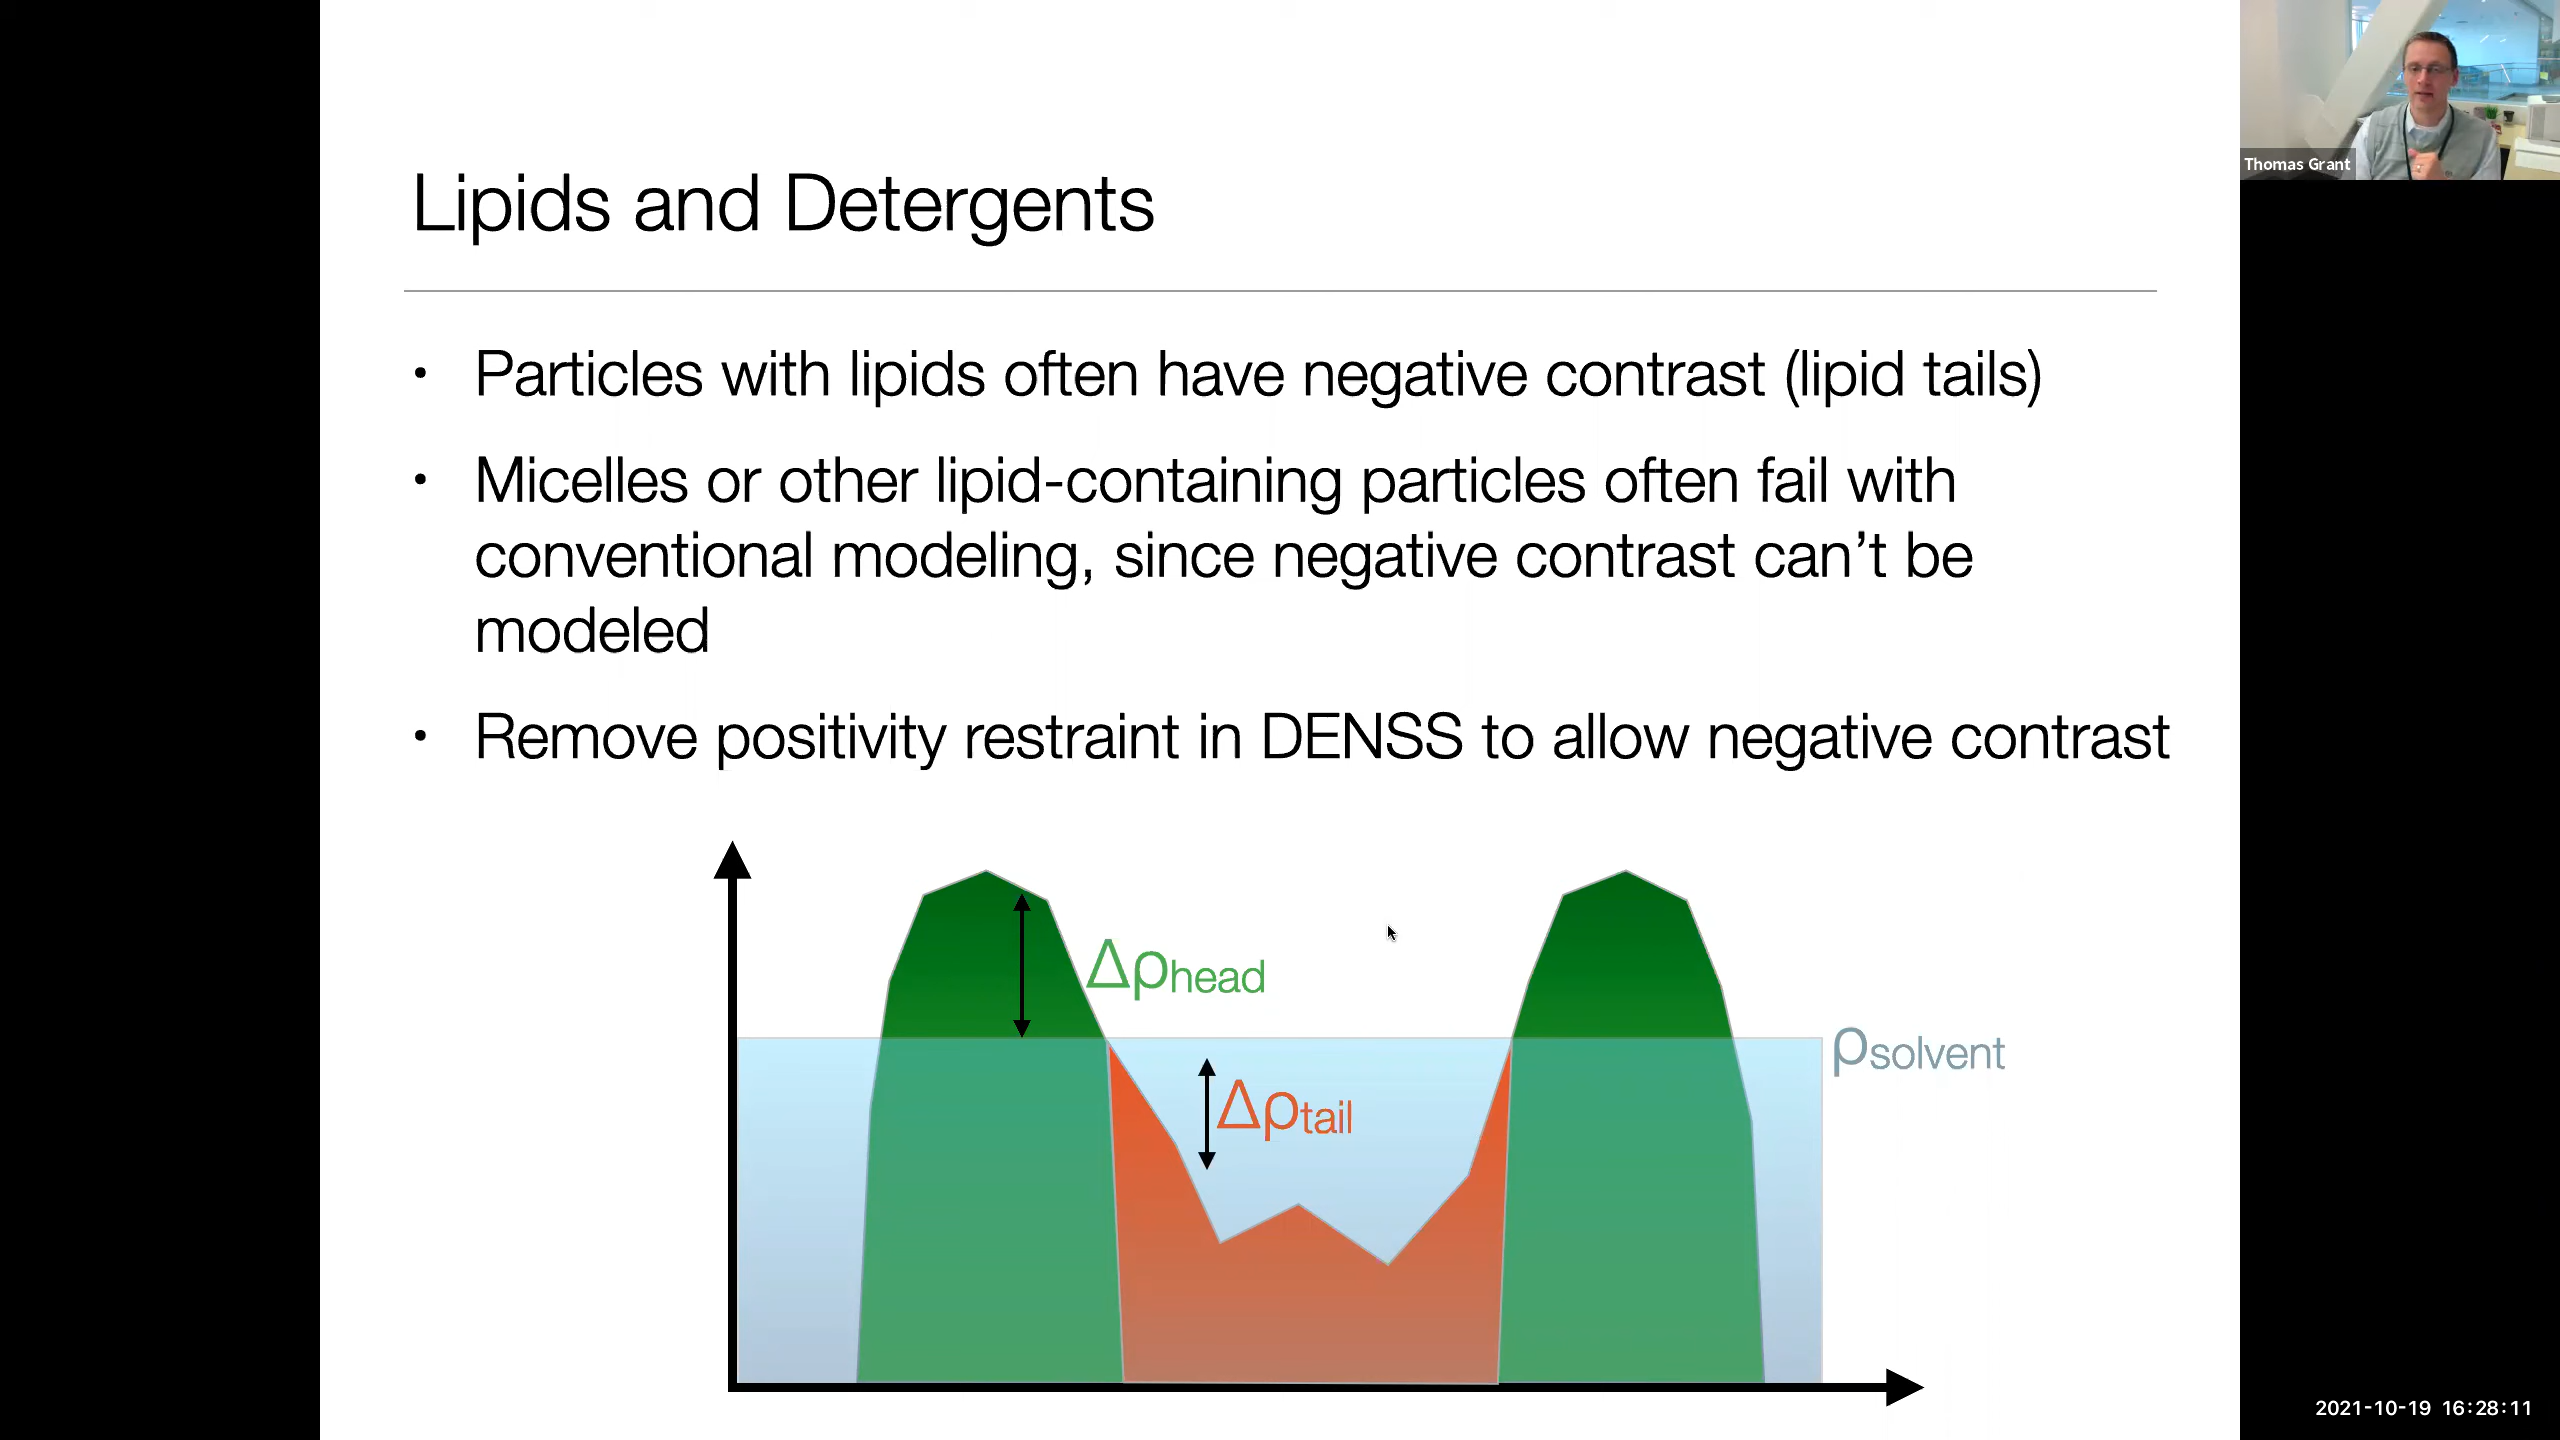 Thomas Grant
Lipids and Detergents
• Particles with lipids often have negative contrast (lipid tails)
• Micelles or other lipid-containing particles often fail with
conventional modeling, since negative contrast can’t be
modeled
• Remove positivity restraint in DENSS to allow negative contrast
Δρhead
ρsolvent
Δρtail
2021-10-19 16:28:11